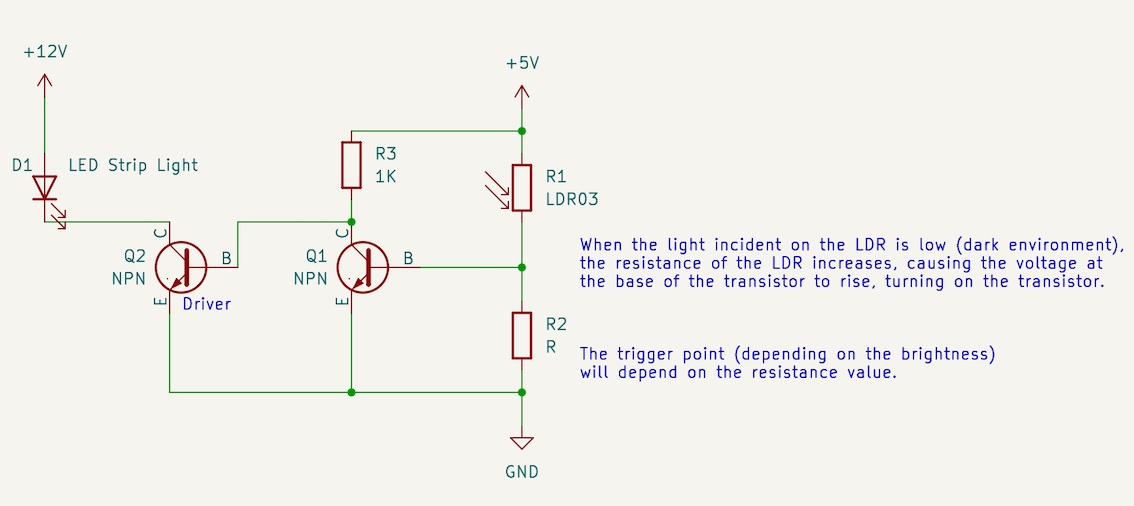 +12V
+5V
D1
LED Strip Light
R3
1K
R1
LDR03
C
C
Q2
NPN
B
Q1
NPN
B
E
Driver
E
When the light incident on the LDR is low (dark environment),
the resistance of the LDR increases, causing the voltage at
the base of the transistor to rise, turning on the transistor.
R2
R
The trigger point (depending on the brightness)
will depend on the resistance value.
GND